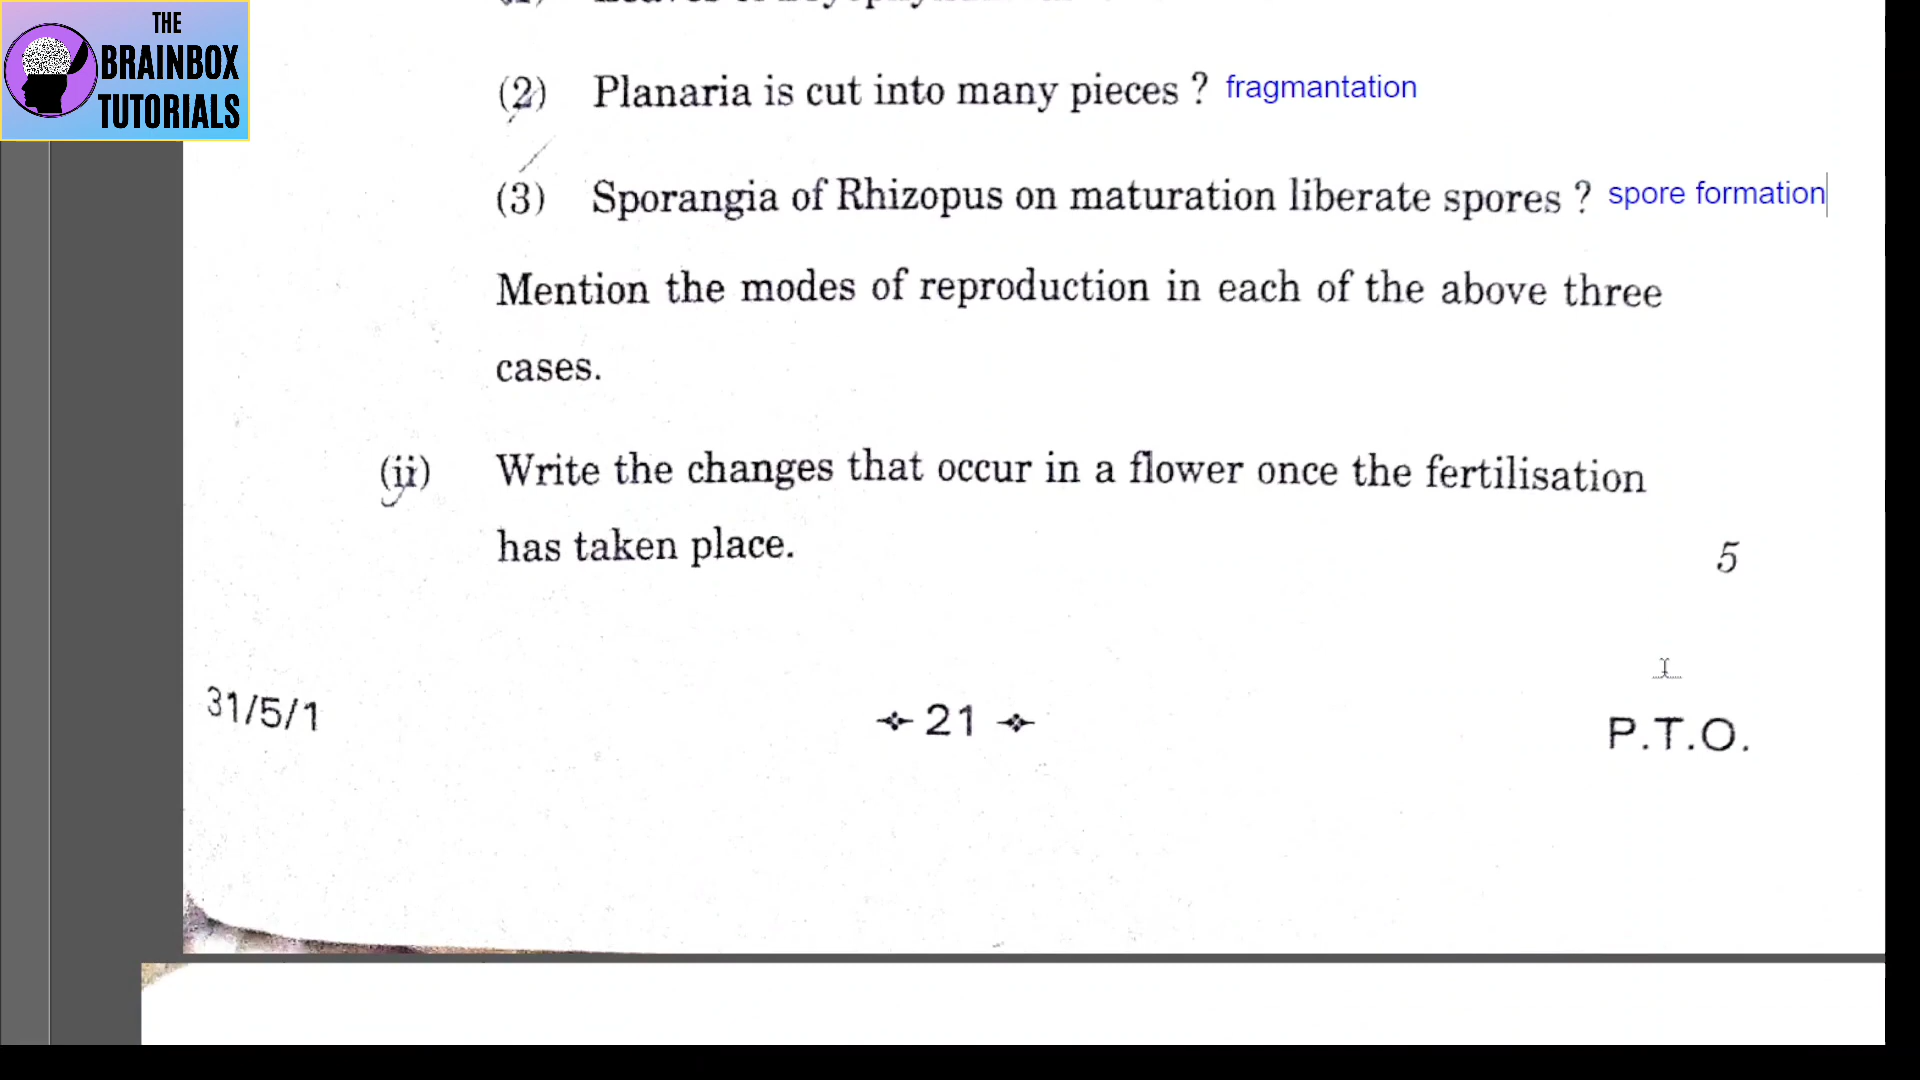 THE
BRAINBOX
TUTORIALS
(2) Planaria is cut into many pieces ? fragmantation
(3) Sporangia of Rhizopus on maturation liberate spores ? spore formation
Mention the modes of reproduction in each of the above three
cases.
(ii) Write the changes that occur in a flower once the fertilisation
has taken place.
5
31/5/1
21
P.T.O.